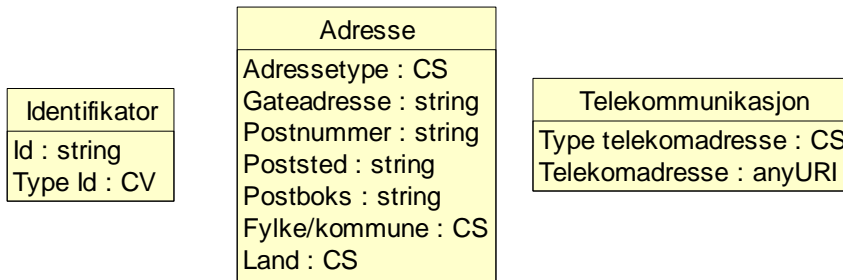 Identifikator
Id : string
Type Id : CV
Adresse
Adressetype : CS
Gateadresse : string
Postnummer : string
Poststed : string
Postboks : string
Fylke/kommune : CS
Land : CS
Telekommunikasjon
Type telekomadresse : CS
Telekomadresse : anyURI